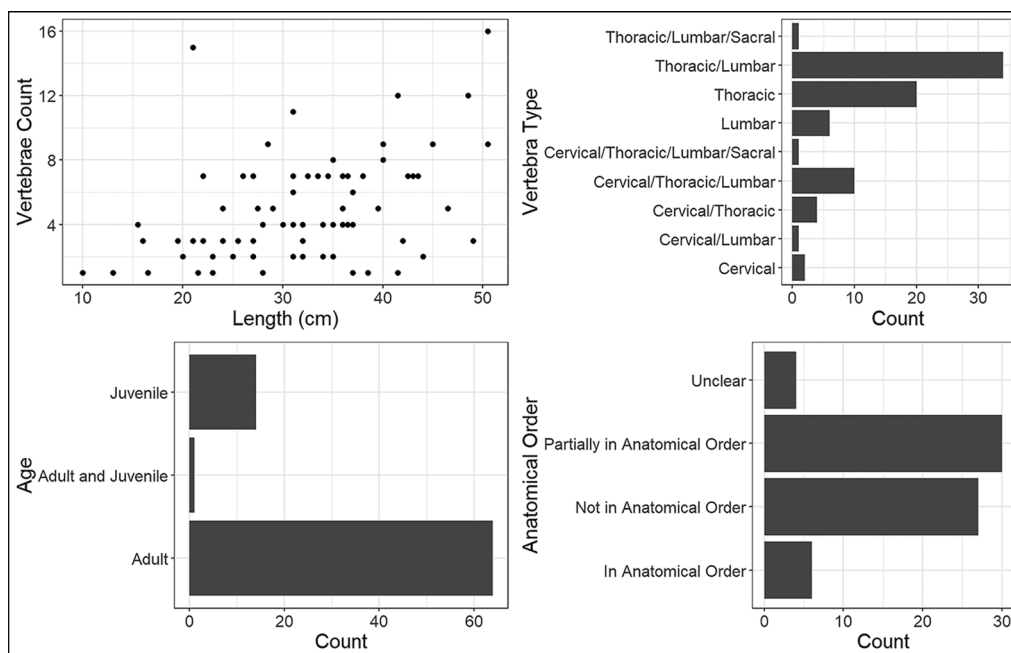 Vertebrae Count
16
12
8
4
10
20
30
40
50
Length (cm)
Vertebra Type
Thoracic/Lumbar/Sacral
Thoracic/Lumbar
Thoracic
Lumbar
Cervical/Thoracic/Lumbar/Sacral
Cervical/Thoracic/Lumbar
Cervical/Thoracic
Cervical/Lumbar
Cervical
0
10
20
30
Count
Age
Juvenile
Adult and Juvenile
Adult
0
20
40
60
Count
Anatomical Order
Unclear
Partially in Anatomical Order
Not in Anatomical Order
In Anatomical Order
0
10
20
30
Count